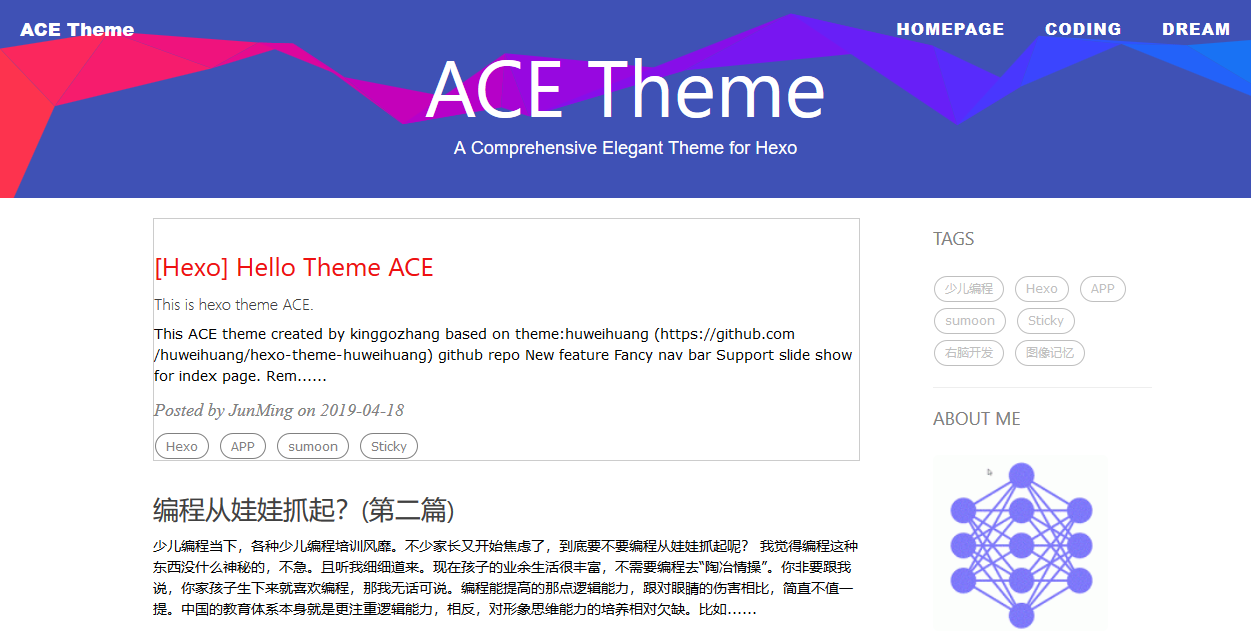 ACE Theme
HOMEPAGE CODING DREAM
ACE Theme
A Comprehensive Elegant Theme for Hexo
[Hexo] Hello Theme ACE
This is hexo theme ACE.
This ACE theme created by kinggozhang based on theme:huweihuang (https://github.com
/huweihuang/hexo-theme-huweihuang) github repo New feature Fancy nav bar Support slide show
for index page. Rem......
Posted by JunMing on 2019-04-18
Hexo APP sumoon Sticky
编程从娃娃抓起？(第二篇)
少儿编程当下，各种少儿编程培训风靡。不少家长又开始焦虑了，到底要不要编程从娃娃抓起呢？ 我觉得编程这种
东西没什么神秘的，不急。且听我细细道来。现在孩子的业余生活很丰富，不需要编程去“陶冶情操”。你非要跟我
说，你家孩子生下来就喜欢编程，那我无话可说。编程能提高的那点逻辑能力，跟对眼睛的伤害相比，简直不值一
提。中国的教育体系本身就是更注重逻辑能力，相反，对形象思维能力的培养相对欠缺。比如......
TAGS
少儿编程 Hexo APP
sumoon Sticky
右脑开发 图像记忆
ABOUT ME